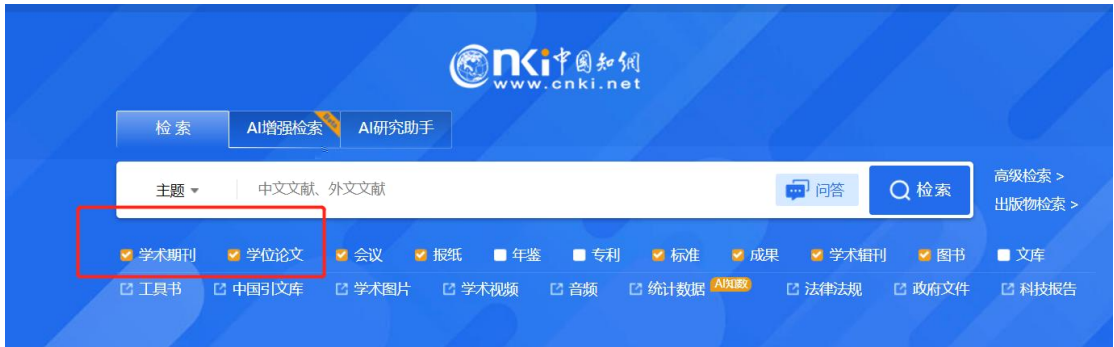 cnki中国知网
www.cnki.net
检索 AI增强检索 Beta AI研究助手
主题 中文文献、外文文献 问答 检索
高级检索 >
出版物检索 >
学术期刊 学位论文 会议 报纸 年鉴 专利 标准 成果 学术辑刊 图书 文库
工具书 中国引文库 学术图片 学术视频 音频 统计数据 AI知数 法律法规 政府文件 科技报告